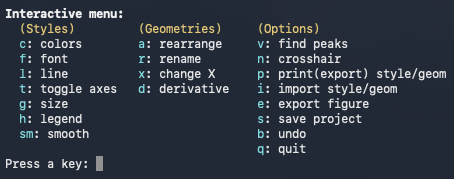 Interactive menu:
(Styles) (Geometries) (Options)
c: colors a: rearrange v: find peaks
f: font r: rename n: crosshair
l: line x: change X p: print(export) style/geom
t: toggle axes d: derivative i: import style/geom
g: size e: export figure
h: legend s: save project
sm: smooth b: undo
q: quit
Press a key: